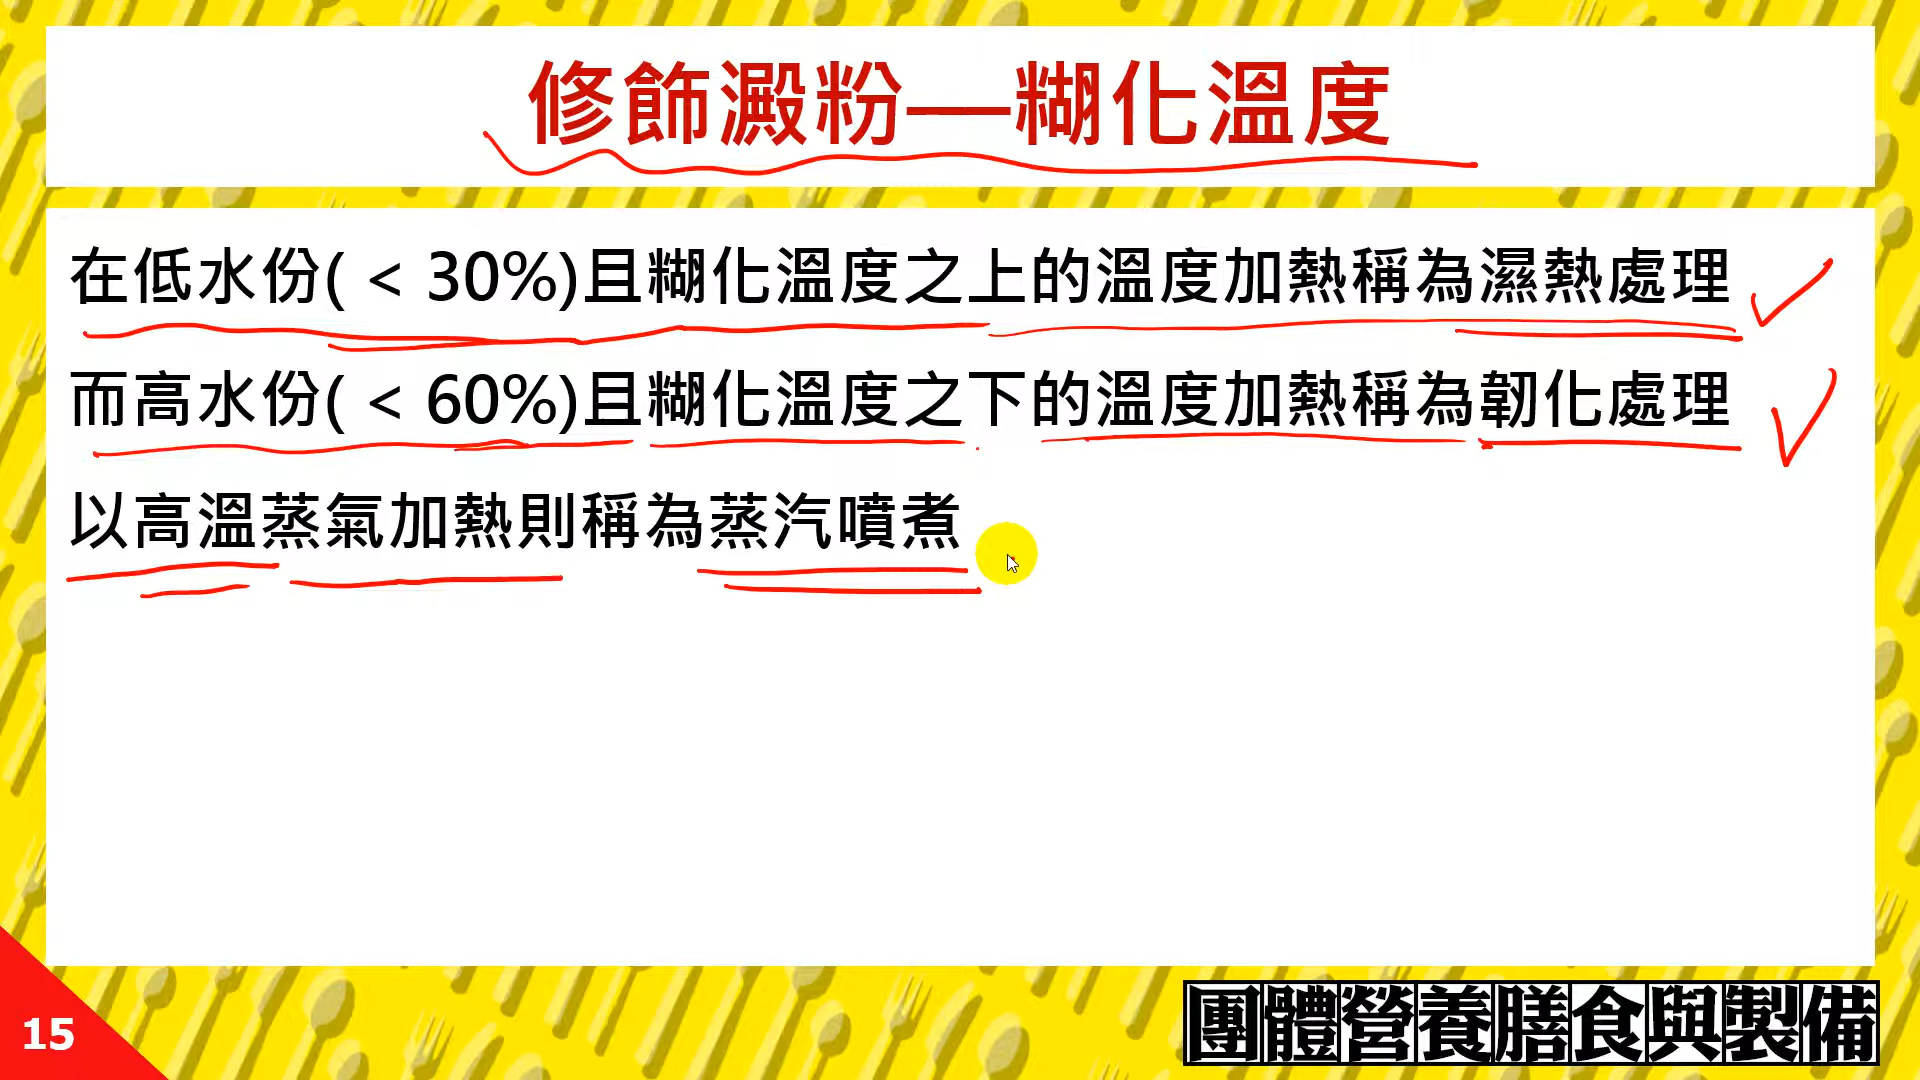 修飾澱粉—糊化溫度
在低水份( < 30%)且糊化溫度之上的溫度加熱稱為濕熱處理
而高水份( < 60%)且糊化溫度之下的溫度加熱稱為韌化處理
以高溫蒸氣加熱則稱為蒸汽噴煮
15
團體營養膳食與製備